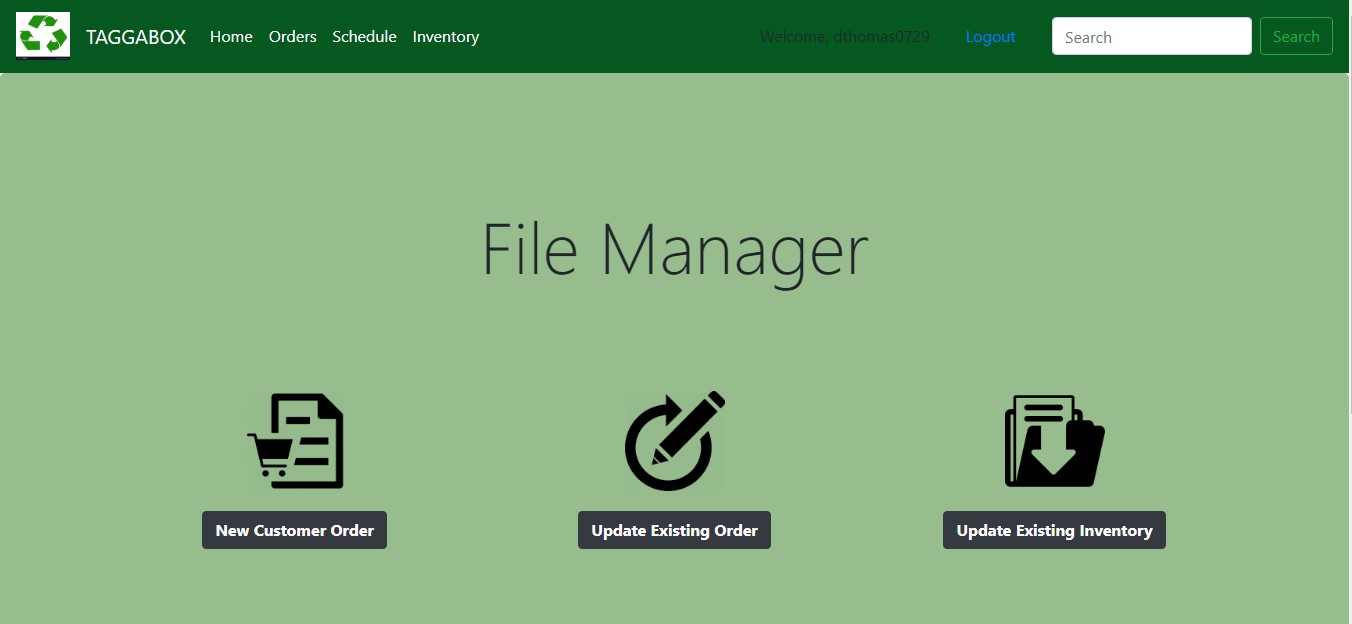 TAGGABOX Home Orders Schedule Inventory Welcome, dthomas0729 Logout Search Search
File Manager
New Customer Order Update Existing Order Update Existing Inventory